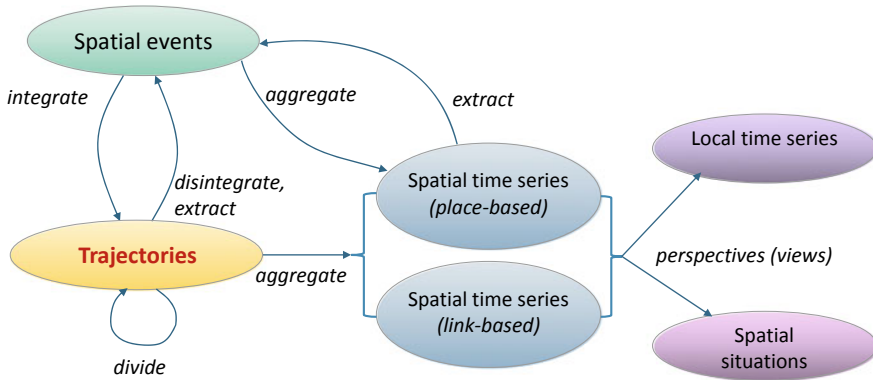 Spatial events
integrate
aggregate
extract
disintegrate,
extract
Trajectories
aggregate
divide
Spatial time series
(place-based)
Spatial time series
(link-based)
Local time series
perspectives (views)
Spatial
situations